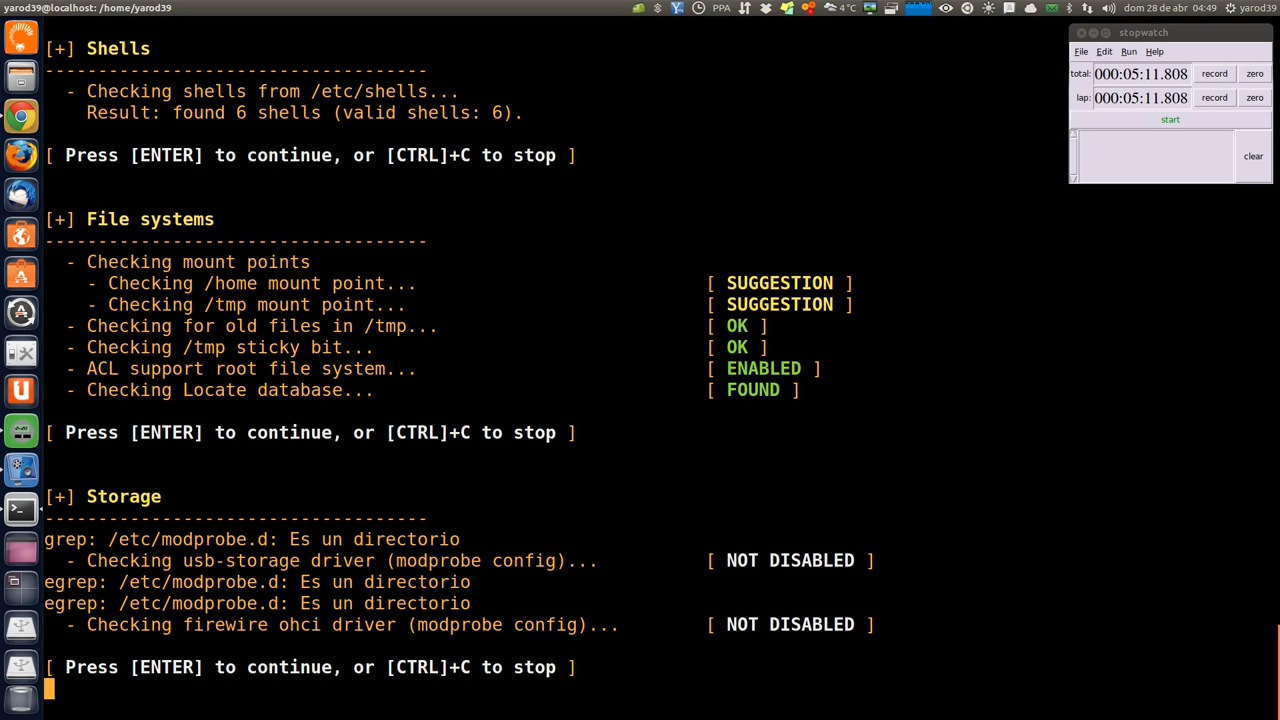 yarod39@localhost: /home/yarod39
PPA
4°C
dom 28 de abr
04:49
yarod39
[+] Shells
------------------------------------
- Checking shells from /etc/shells...
Result: found 6 shells (valid shells: 6).
[ Press [ENTER] to continue, or [CTRL]+C to stop ]
[+] File systems
------------------------------------
- Checking mount points
- Checking /home mount point... [ SUGGESTION ]
- Checking /tmp mount point... [ SUGGESTION ]
- Checking for old files in /tmp... [ OK ]
- Checking /tmp sticky bit... [ OK ]
- ACL support root file system... [ ENABLED ]
- Checking Locate database... [ FOUND ]
[ Press [ENTER] to continue, or [CTRL]+C to stop ]
[+] Storage
------------------------------------
grep: /etc/modprobe.d: Es un directorio
- Checking usb-storage driver (modprobe config)... [ NOT DISABLED ]
egrep: /etc/modprobe.d: Es un directorio
egrep: /etc/modprobe.d: Es un directorio
- Checking firewire ohci driver (modprobe config)... [ NOT DISABLED ]
[ Press [ENTER] to continue, or [CTRL]+C to stop ]
stopwatch
File Edit Run Help
total: 000:05:11.808 record zero
lap: 000:05:11.808 record zero
start
clear